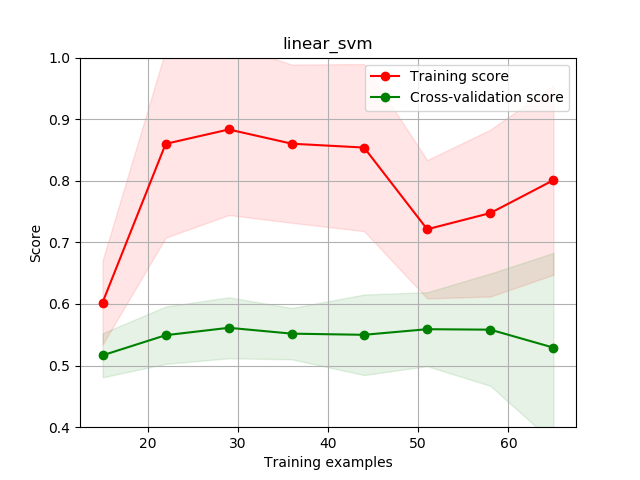 linear_svm
Training score
Cross-validation score
1.0
0.9
0.8
0.7
0.6
0.5
0.4
Score
20 30 40 50 60
Training examples